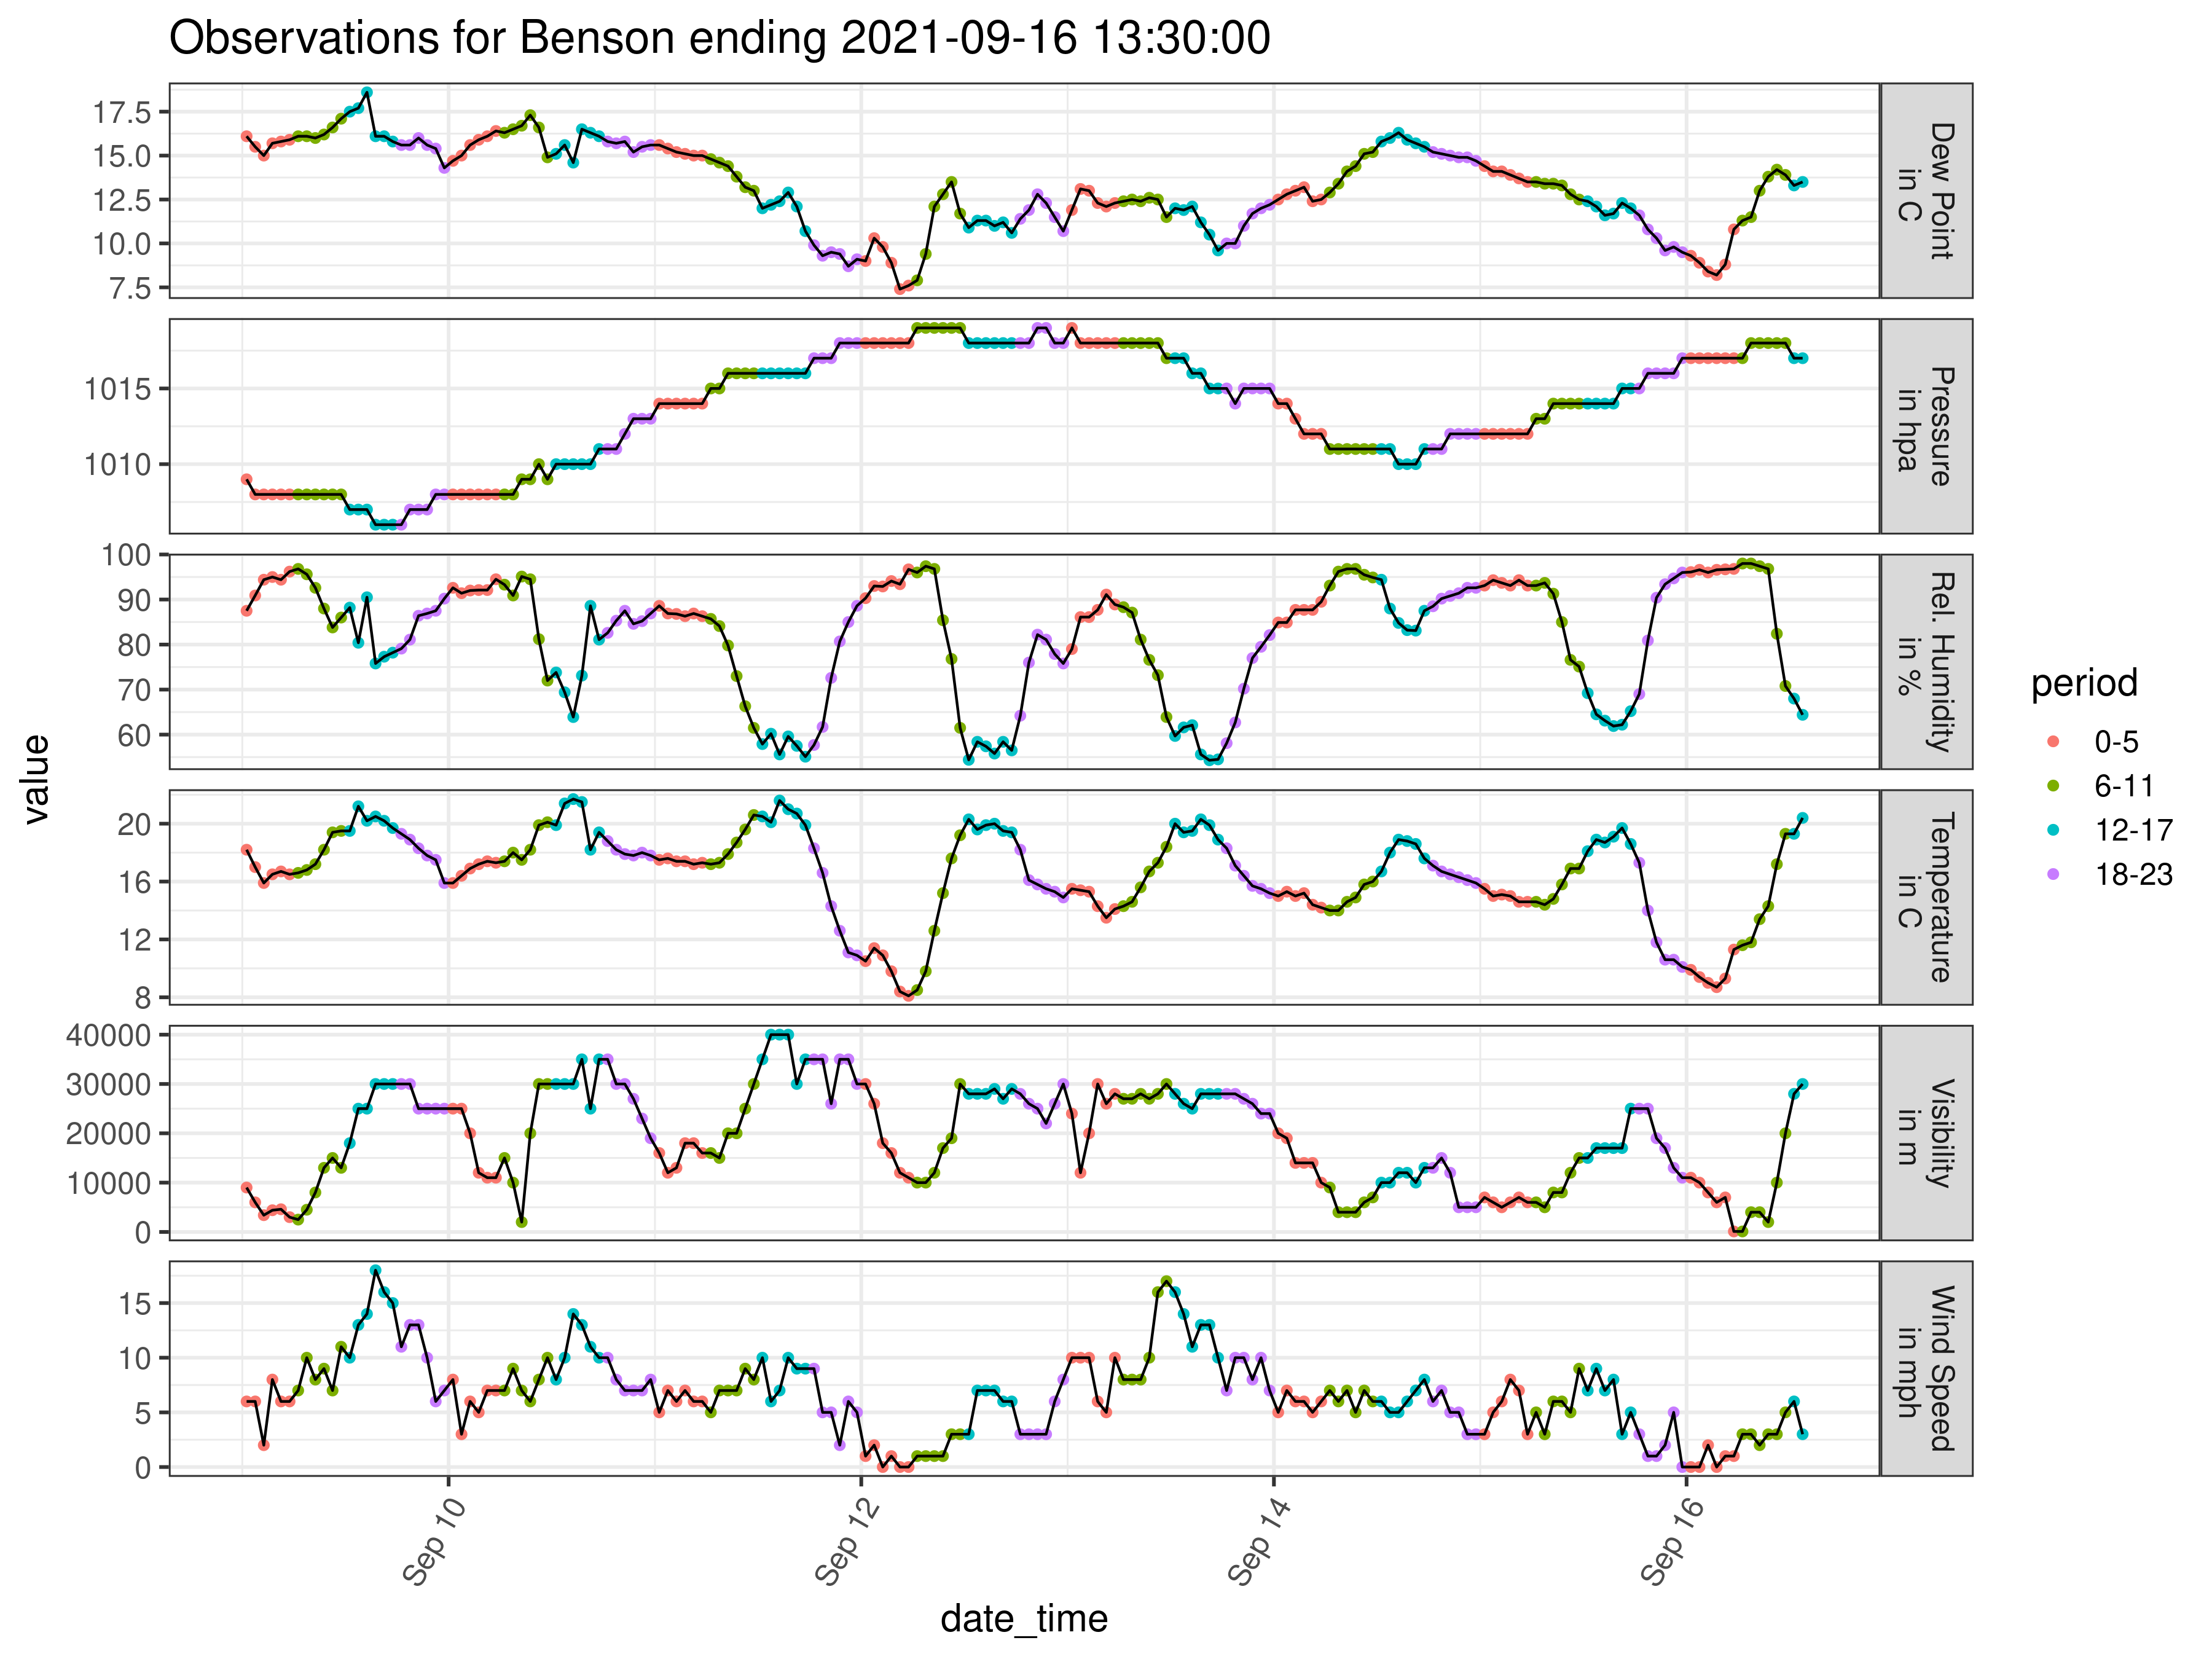 Observations for Benson ending 2021-09-16 13:30:00
value
17.5
15.0
12.5
10.0
7.5
Dew Point
in C
1015
1010
Pressure
in hpa
100
90
80
70
60
Rel. Humidity
in %
20
16
12
8
Temperature
in C
40000
30000
20000
10000
0
Visibility
in m
15
10
5
0
Wind Speed
in mph
Sep 10
Sep 12
Sep 14
Sep 16
date_time
period
0-5
6-11
12-17
18-23